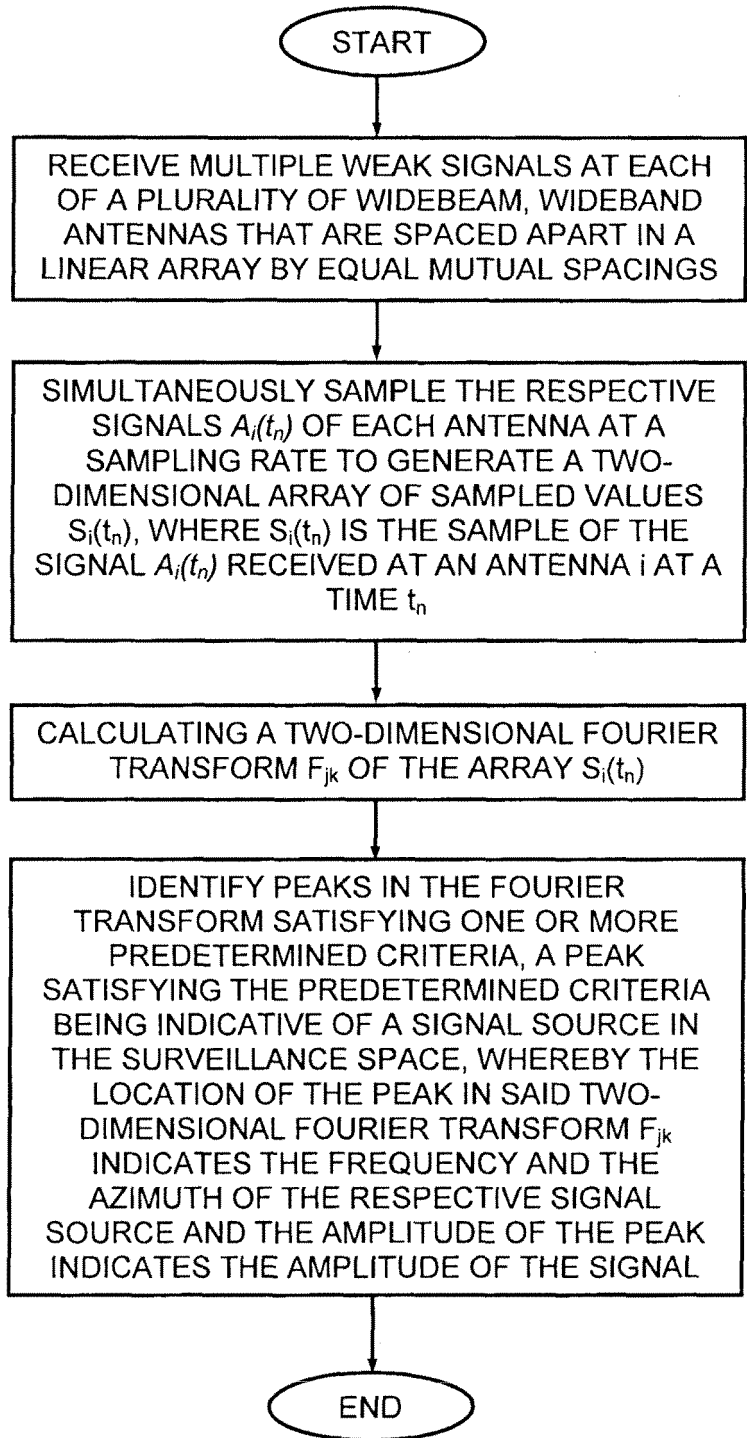 START
RECEIVE MULTIPLE WEAK SIGNALS AT EACH
OF A PLURALITY OF WIDEBEAM, WIDEBAND
ANTENNAS THAT ARE SPACED APART IN A
LINEAR ARRAY BY EQUAL MUTUAL SPACINGS
SIMULTANEOUSLY SAMPLE THE RESPECTIVE
SIGNALS Aᵢ(tₙ) OF EACH ANTENNA AT A
SAMPLING RATE TO GENERATE A TWO-
DIMENSIONAL ARRAY OF SAMPLED VALUES
Sᵢ(tₙ), WHERE Sᵢ(tₙ) IS THE SAMPLE OF THE
SIGNAL Aᵢ(tₙ) RECEIVED AT AN ANTENNA i AT A
TIME tₙ
CALCULATING A TWO-DIMENSIONAL FOURIER
TRANSFORM Fjk OF THE ARRAY Sᵢ(tₙ)
IDENTIFY PEAKS IN THE FOURIER
TRANSFORM SATISFYING ONE OR MORE
PREDETERMINED CRITERIA, A PEAK
SATISFYING THE PREDETERMINED CRITERIA
BEING INDICATIVE OF A SIGNAL SOURCE IN
THE SURVEILLANCE SPACE, WHEREBY THE
LOCATION OF THE PEAK IN SAID TWO-
DIMENSIONAL FOURIER TRANSFORM Fjk
INDICATES THE FREQUENCY AND THE
AZIMUTH OF THE RESPECTIVE SIGNAL
SOURCE AND THE AMPLITUDE OF THE PEAK
INDICATES THE AMPLITUDE OF THE SIGNAL
END